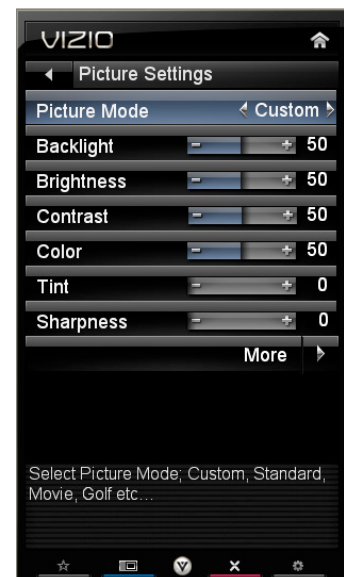 VIZIO
Picture Settings
Picture Mode Custom
Backlight - + 50
Brightness - + 50
Contrast - + 50
Color - + 50
Tint - + 0
Sharpness - + 0
More
Select Picture Mode; Custom, Standard,
Movie, Golf etc...
V X